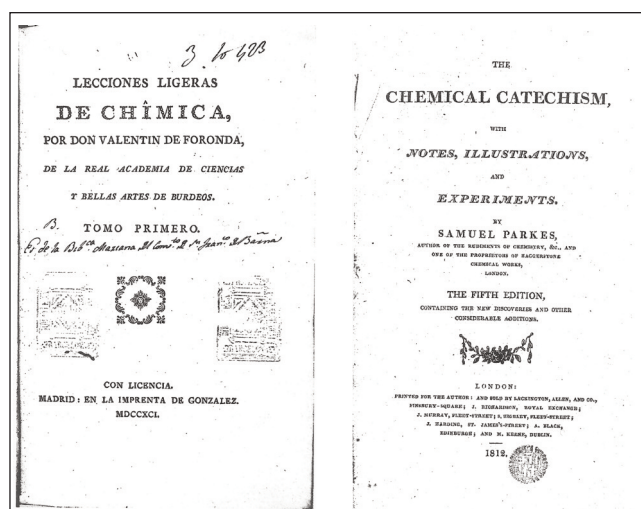 3 fo 423
LECCIONES LIGERAS
DE CHÎMICA,
POR DON VALENTIN DE FORONDA,
DE LA REAL ACADEMIA DE CIENCIAS
Y BELLAS ARTES DE BURDEOS.
B.
TOMO PRIMERO.
de la
CON LICENCIA.
MADRID: EN LA IMPRENTA DE GONZALEZ.
MDCCXCI.
THE
CHEMICAL CATECHISM,
WITH
NOTES, ILLUSTRATIONS,
AND
EXPERIMENTS.
BY
SAMUEL PARKES,
AUTHOR OF THE RUDIMENTS OF CHEMISTRY, &c., AND
ONE OF THE PROPRIETORS OF HAGGERSTONE
CHEMICAL WORKS,
LONDON.
THE FIFTH EDITION,
CONTAINING THE NEW DISCOVERIES AND OTHER
CONSIDERABLE ADDITIONS.
LONDON:
PRINTED FOR THE AUTHOR: AND SOLD BY LACKINGTON, ALLEN, AND CO.,
FINSBURY-SQUARE; J. RICHARDSON, ROYAL EXCHANGE;
J. MURRAY, FLEET-STREET; FLEET-STREET;
J. HARDING, ST. JAMES'S-STREET; A. BLACK,
EDINBURGH; AND M. KEENE, DUBLIN.
1812.